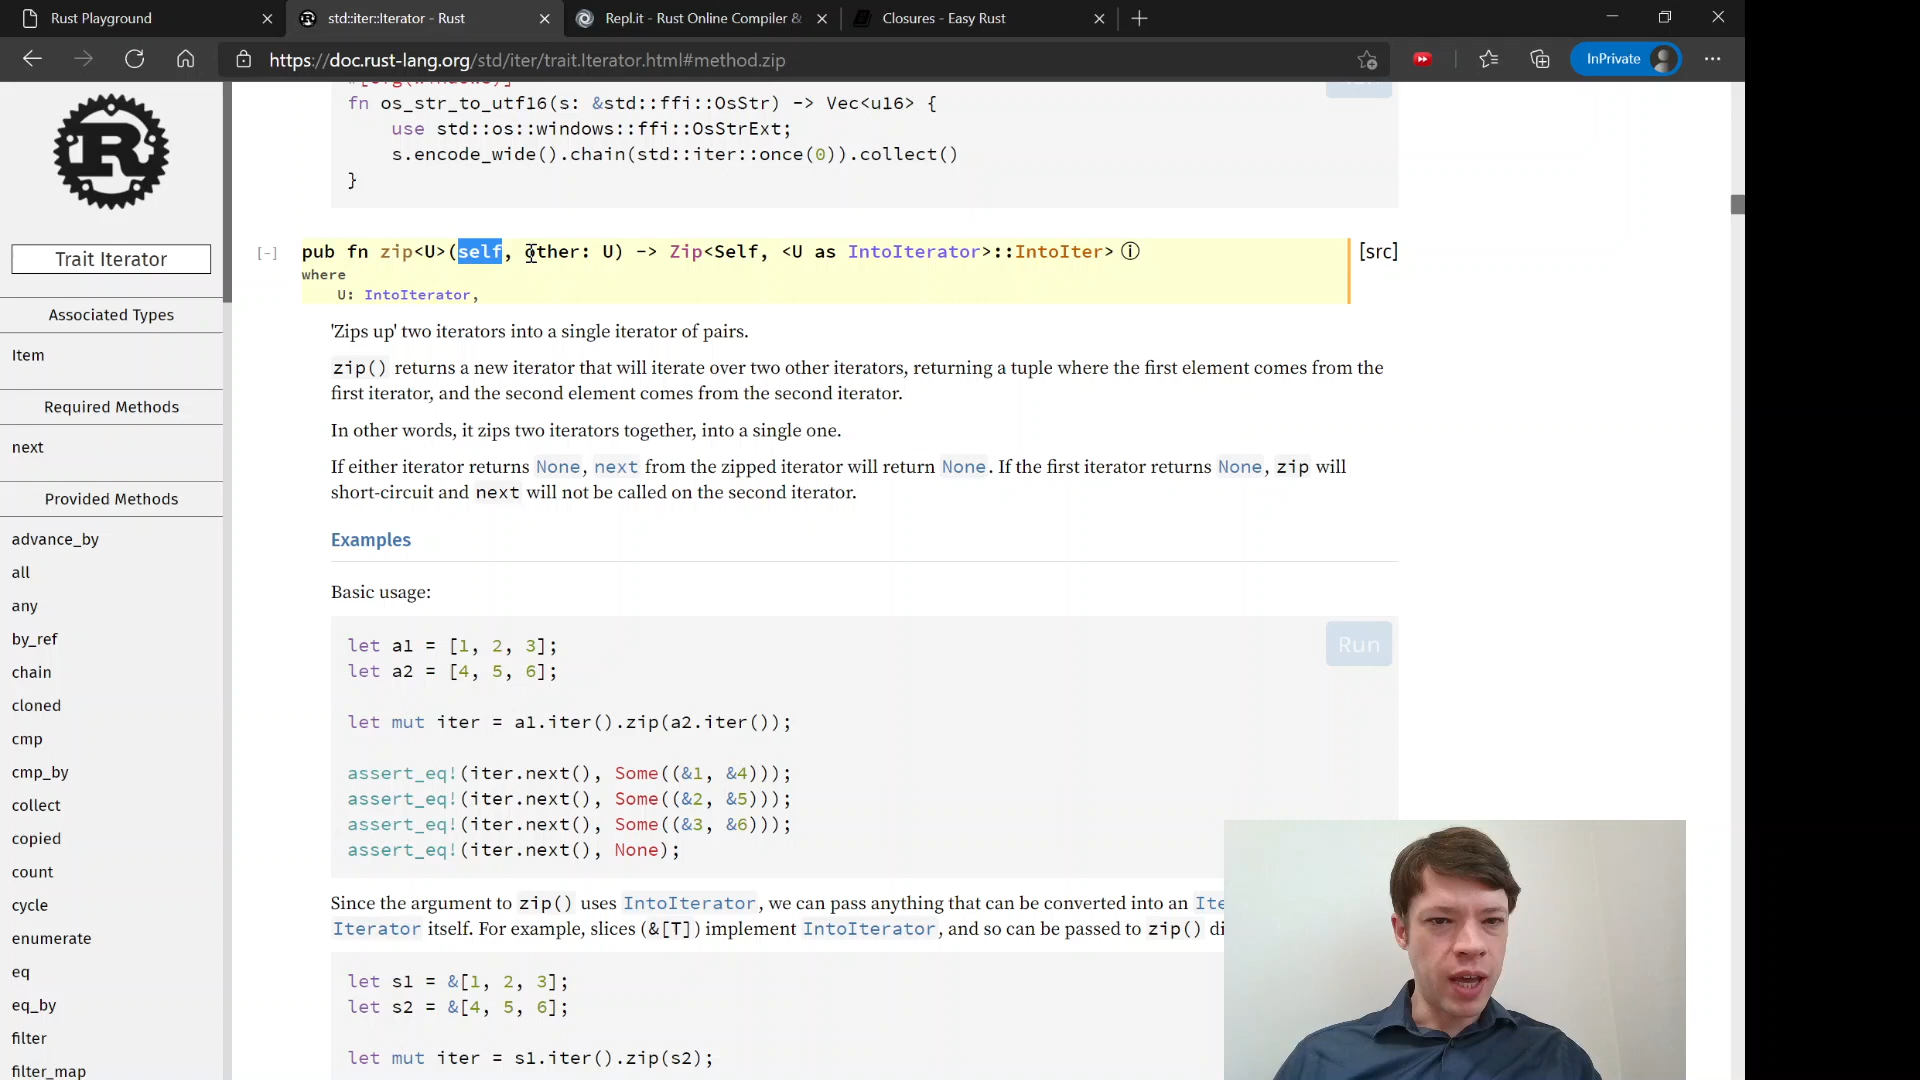 Rust Playground
std::iter::Iterator - Rust
Repl.it - Rust Online Compiler &
Closures - Easy Rust
https://doc.rust-lang.org/std/iter/trait.Iterator.html#method.zip
InPrivate
R
Trait Iterator
Associated Types
Item
Required Methods
next
Provided Methods
advance_by
all
any
by_ref
chain
cloned
cmp
cmp_by
collect
copied
count
cycle
enumerate
eq
eq_by
filter
filter_map
fn os_str_to_utf16(s: &std::ffi::OsStr) -> Vec<u16> {
use std::os::windows::ffi::OsStrExt;
s.encode_wide().chain(std::iter::once(0)).collect()
}
[-] pub fn zip<U>(self, other: U) -> Zip<Self, <U as IntoIterator>::IntoIter> ⓘ [src]
where
U: IntoIterator,
'Zips up' two iterators into a single iterator of pairs.
zip() returns a new iterator that will iterate over two other iterators, returning a tuple where the first element comes from the
first iterator, and the second element comes from the second iterator.
In other words, it zips two iterators together, into a single one.
If either iterator returns None, next from the zipped iterator will return None. If the first iterator returns None, zip will
short-circuit and next will not be called on the second iterator.
Examples
Basic usage:
Run
let a1 = [1, 2, 3];
let a2 = [4, 5, 6];
let mut iter = a1.iter().zip(a2.iter());
assert_eq!(iter.next(), Some((&1, &4)));
assert_eq!(iter.next(), Some((&2, &5)));
assert_eq!(iter.next(), Some((&3, &6)));
assert_eq!(iter.next(), None);
Since the argument to zip() uses IntoIterator, we can pass anything that can be converted into an Ite
Iterator itself. For example, slices (&[T]) implement IntoIterator, and so can be passed to zip() di
let s1 = &[1, 2, 3];
let s2 = &[4, 5, 6];
let mut iter = s1.iter().zip(s2);